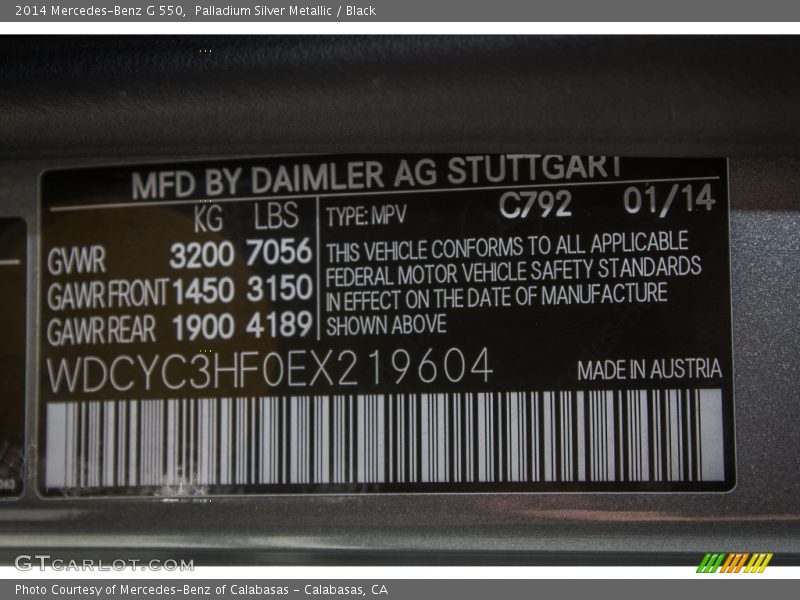 2014 Mercedes-Benz G 550,  Palladium Silver Metallic / Black
MFD BY DAIMLER AG STUTTGART
KG LBS TYPE: MPV C792 01/14
GVWR 3200 7056
GAWR FRONT 1450 3150
GAWR REAR 1900 4189
THIS VEHICLE CONFORMS TO ALL APPLICABLE
FEDERAL MOTOR VEHICLE SAFETY STANDARDS
IN EFFECT ON THE DATE OF MANUFACTURE
SHOWN ABOVE
WDCYC3HF0EX219604 MADE IN AUSTRIA
GTCARLOT.COM
Photo Courtesy of Mercedes-Benz of Calabasas - Calabasas, CA